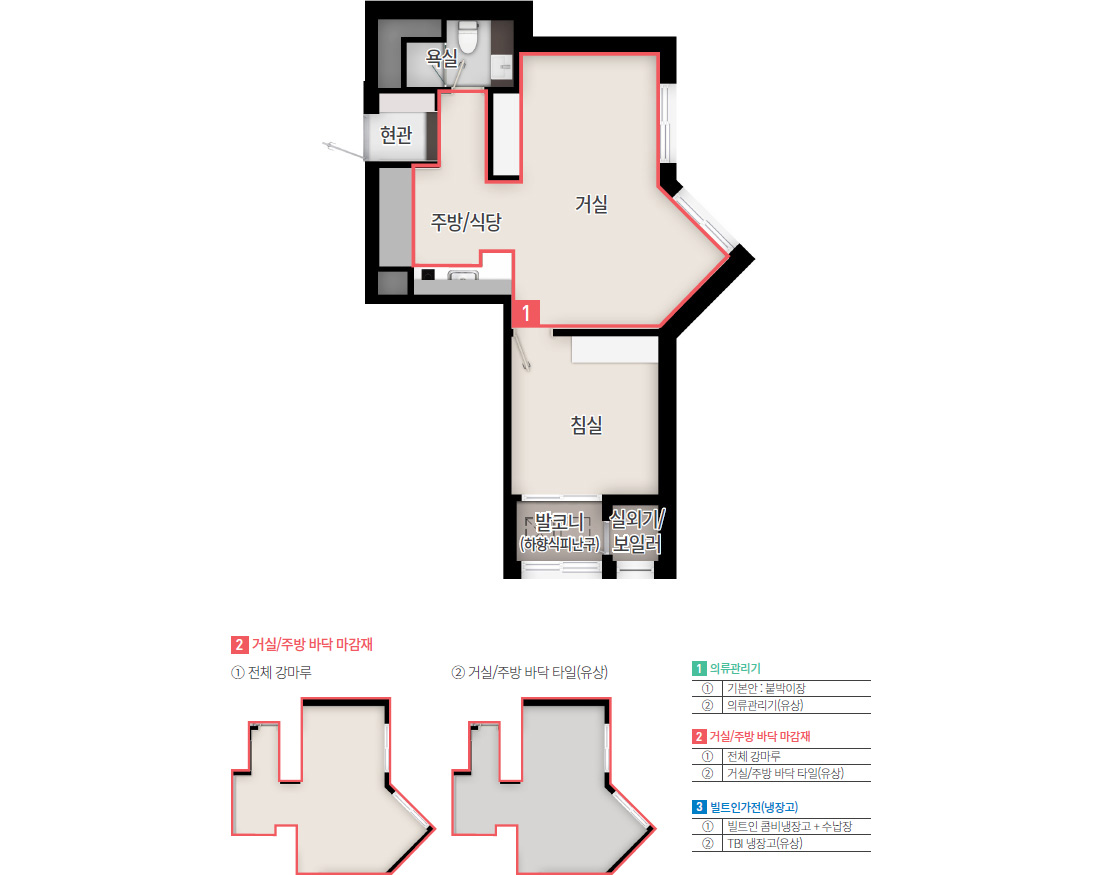 욕실
현관
거실
주방/식당
1
침실
발코니
(하향식피난구)
실외기/
보일러
2 거실/주방 바닥 마감재
① 전체 강마루
② 거실/주방 바닥 타일(유상)
1 의류관리기
① 기본안 : 붙박이장
② 의류관리기(유상)
2 거실/주방 바닥 마감재
① 전체 강마루
② 거실/주방 바닥 타일(유상)
3 빌트인가전(냉장고)
① 빌트인 콤비냉장고 + 수납장
② TBI 냉장고(유상)